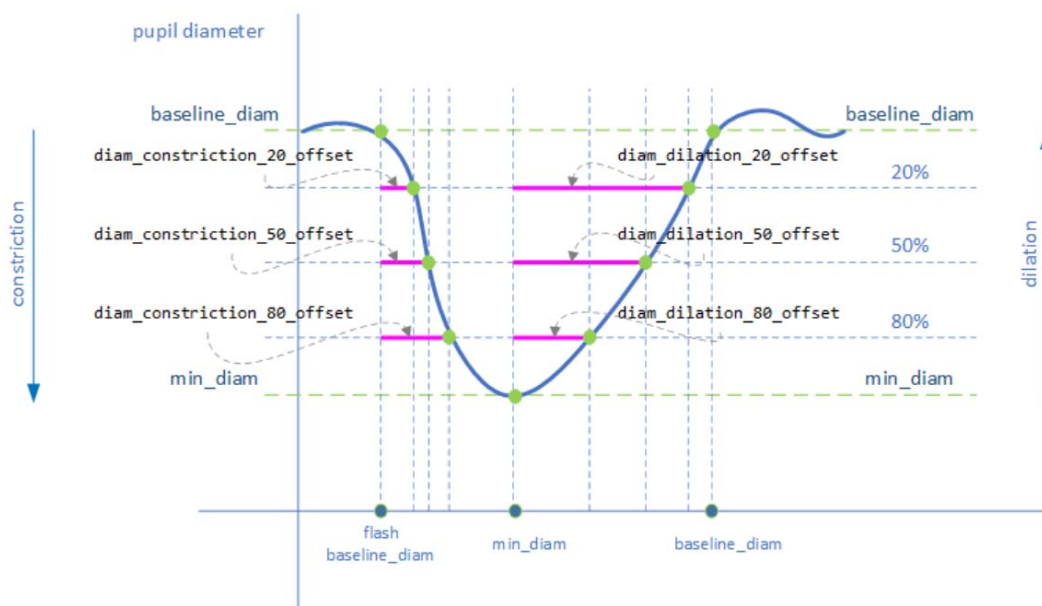 pupil diameter
baseline_diam
baseline_diam
diam_constriction_20_offset
diam_dilation_20_offset
20%
diam_constriction_50_offset
diam_dilation_50_offset
50%
constriction
dilation
diam_constriction_80_offset
diam_dilation_80_offset
80%
min_diam
min_diam
flash
baseline_diam
min_diam
baseline_diam